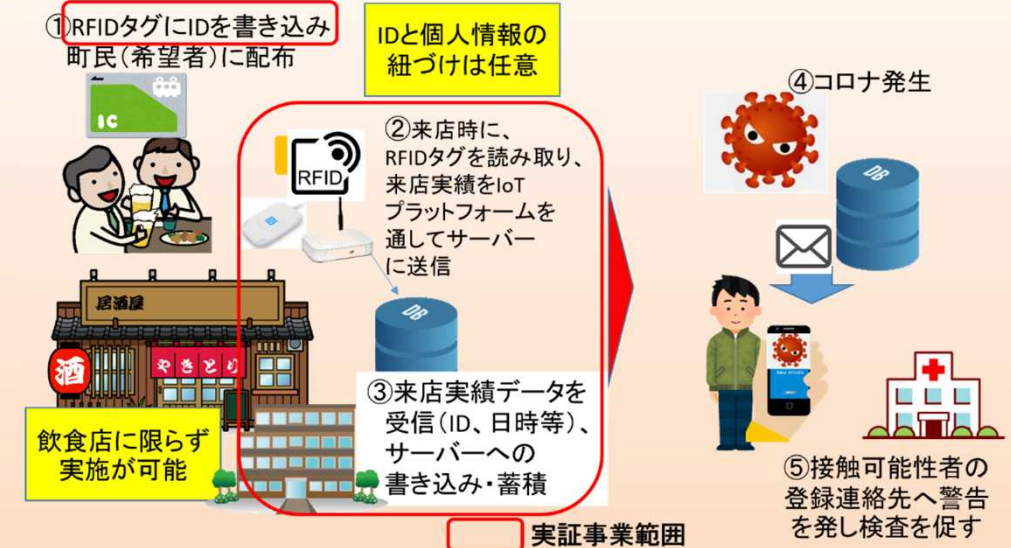 ①RFIDタグにIDを書き込み
町民(希望者)に配布
IC
IDと個人情報の
紐づけは任意
RFID
②来店時に、
RFIDタグを読み取り、
来店実績をIoT
プラットフォームを
通してサーバー
に送信
DB
居酒屋
酒
やきとり
飲食店に限らず
実施が可能
③来店実績データを
受信(ID、日時等)、
サーバーへの
書き込み・蓄積
実証事業範囲
④コロナ発生
DB
⑤接触可能性者の
登録連絡先へ警告
を発し検査を促す